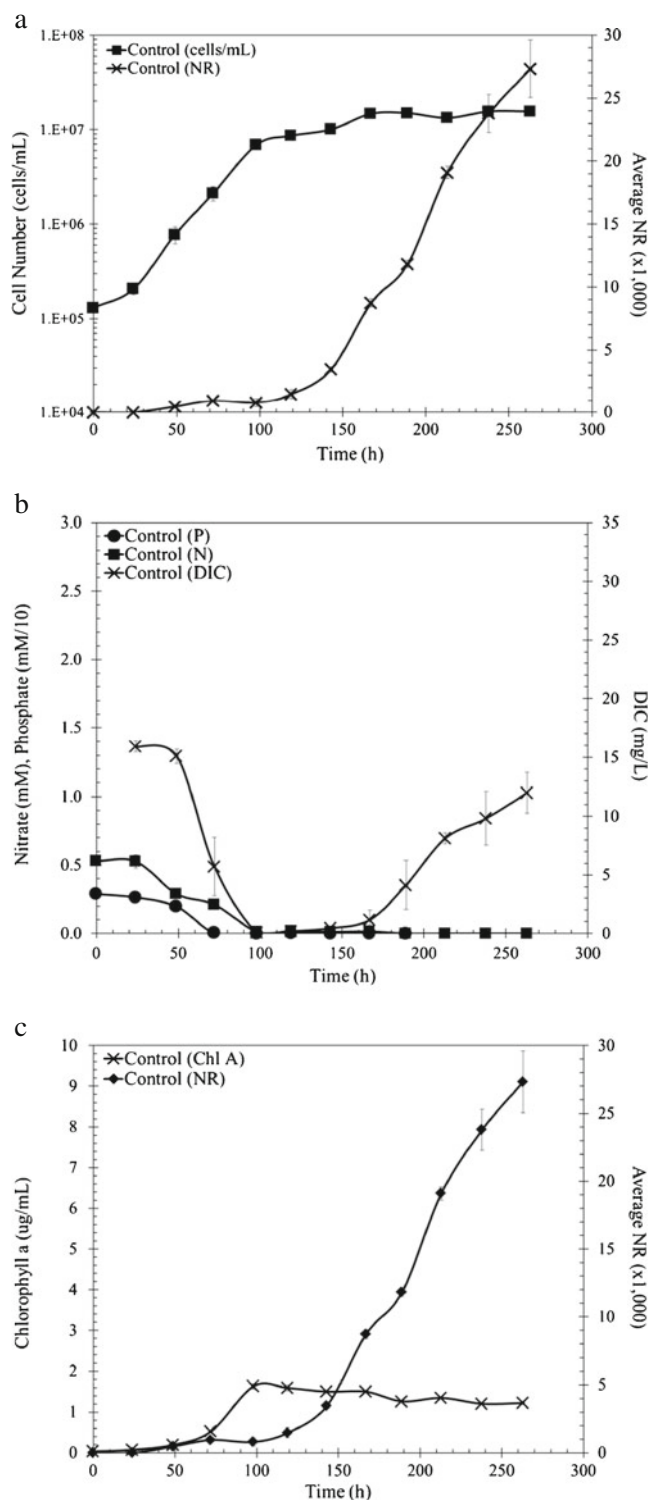 a
Control (cells/mL)
Control (NR)
1.E+08
1.E+07
1.E+06
1.E+05
1.E+04
Cell Number (cells/mL)
30
25
20
15
10
5
0
Average NR (x1,000)
0 50 100 150 200 250 300
Time (h)
b
Control (P)
Control (N)
Control (DIC)
3.0
2.5
2.0
1.5
1.0
0.5
0.0
Nitrate (mM), Phosphate (mM/10)
35
30
25
20
15
10
5
0
DIC (mg/L)
0 50 100 150 200 250 300
Time (h)
c
Control (Chl A)
Control (NR)
10
9
8
7
6
5
4
3
2
1
0
Chlorophyll a (ug/mL)
30
25
20
15
10
5
0
Average NR (x1,000)
0 50 100 150 200 250 300
Time (h)